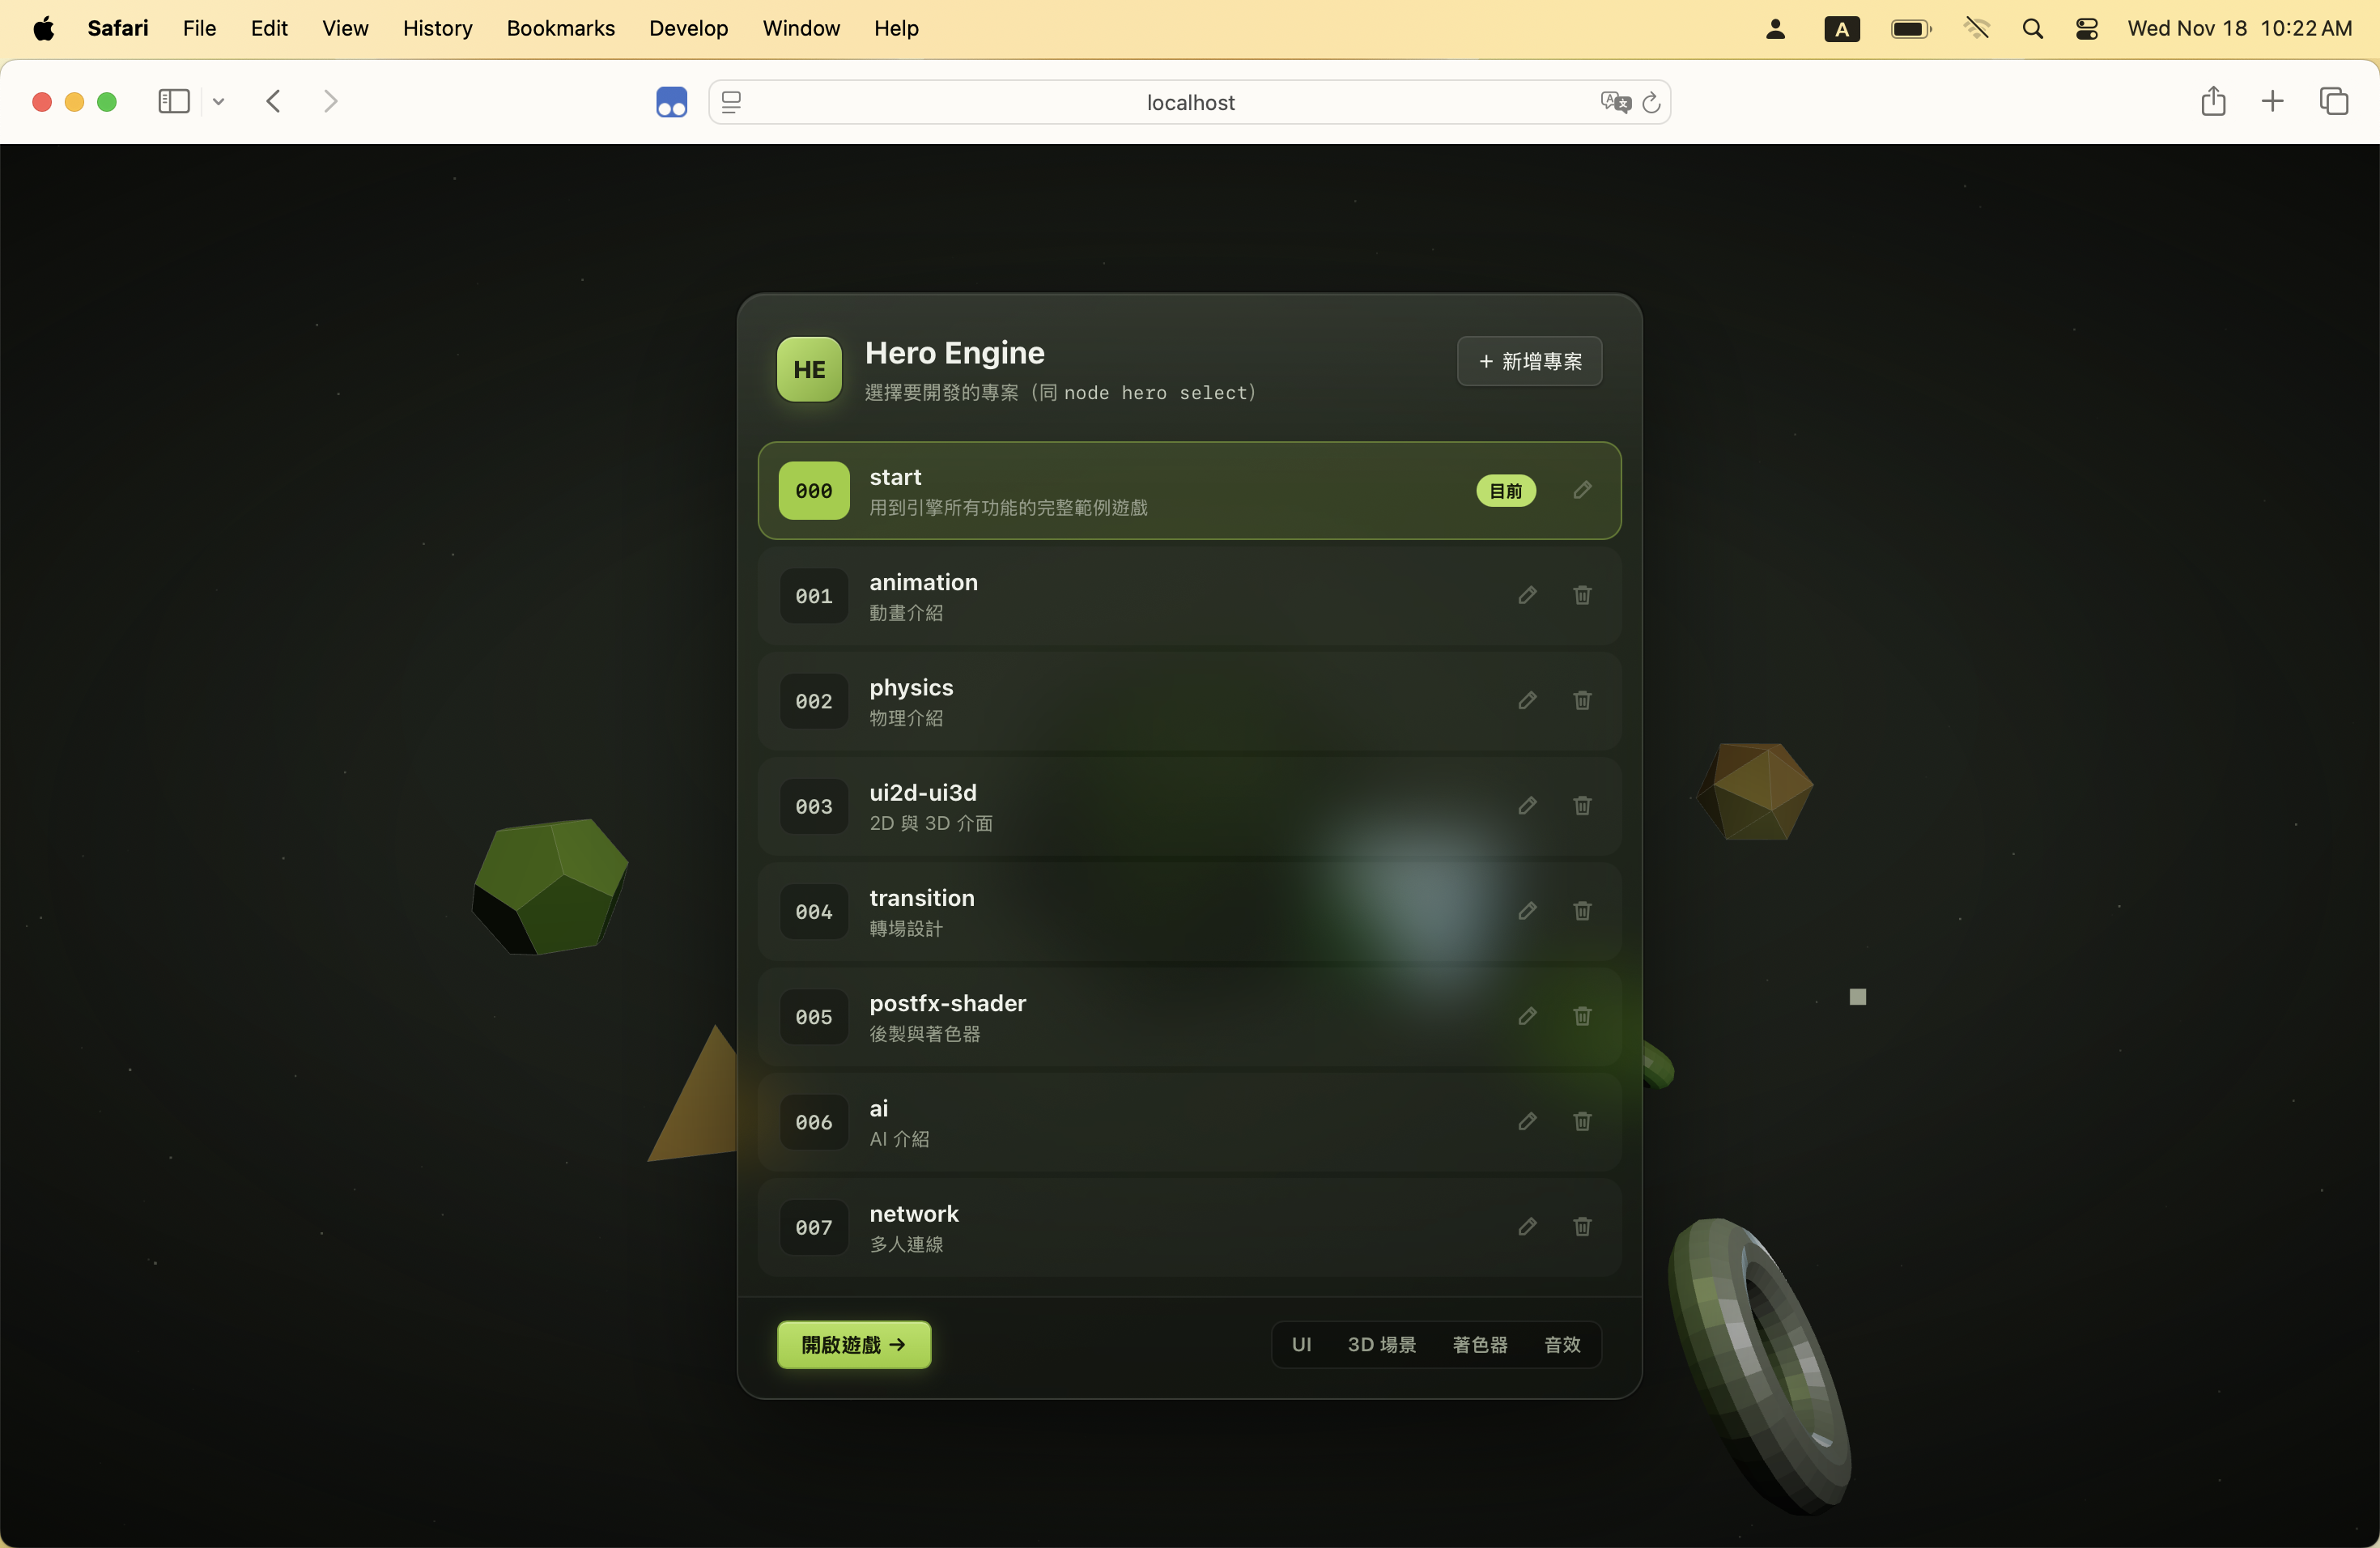 Safari File Edit View History Bookmarks Develop Window Help A Wed Nov 18 10:22 AM
localhost
HE
Hero Engine
選擇要開發的專案（同 node hero select）
+ 新增專案
000
start
用到引擎所有功能的完整範例遊戲
目前
001
animation
動畫介紹
002
physics
物理介紹
003
ui2d-ui3d
2D 與 3D 介面
004
transition
轉場設計
005
postfx-shader
後製與著色器
006
ai
AI 介紹
007
network
多人連線
開啟遊戲 →
UI 3D 場景 著色器 音效